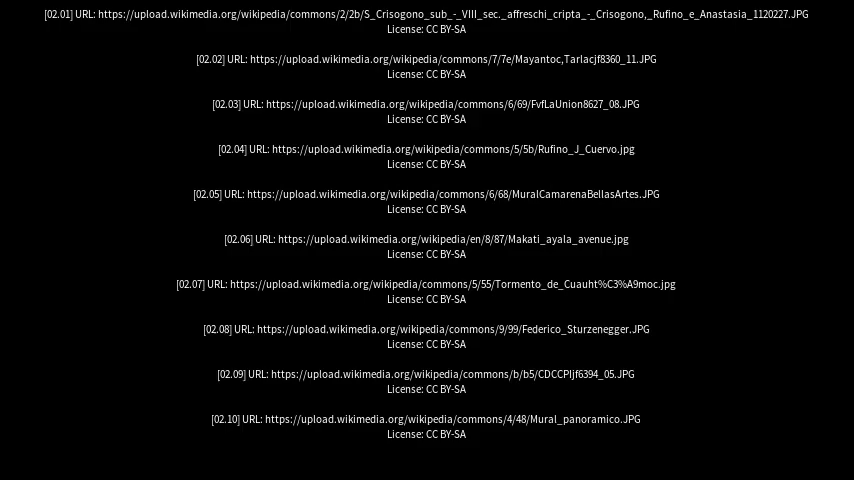 [02.01] URL: https://upload.wikimedia.org/wikipedia/commons/2/2b/S_Crisogono_sub_-_VIII_sec._affreschi_cripta_-_Crisogono,_Rufino_e_Anastasia_1120227.JPG
License: CC BY-SA
[02.02] URL: https://upload.wikimedia.org/wikipedia/commons/7/7e/Mayantoc,Tarlacjf8360_11.JPG
License: CC BY-SA
[02.03] URL: https://upload.wikimedia.org/wikipedia/commons/6/69/FvfLaUnion8627_08.JPG
License: CC BY-SA
[02.04] URL: https://upload.wikimedia.org/wikipedia/commons/5/5b/Rufino_J_Cuervo.jpg
License: CC BY-SA
[02.05] URL: https://upload.wikimedia.org/wikipedia/commons/6/68/MuralCamarenaBellasArtes.JPG
License: CC BY-SA
[02.06] URL: https://upload.wikimedia.org/wikipedia/en/8/87/Makati_ayala_avenue.jpg
License: CC BY-SA
[02.07] URL: https://upload.wikimedia.org/wikipedia/commons/5/55/Tormento_de_Cuauht%C3%A9moc.jpg
License: CC BY-SA
[02.08] URL: https://upload.wikimedia.org/wikipedia/commons/9/99/Federico_Sturzenegger.JPG
License: CC BY-SA
[02.09] URL: https://upload.wikimedia.org/wikipedia/commons/b/b5/CDCCPljf6394_05.JPG
License: CC BY-SA
[02.10] URL: https://upload.wikimedia.org/wikipedia/commons/4/48/Mural_panoramico.JPG
License: CC BY-SA